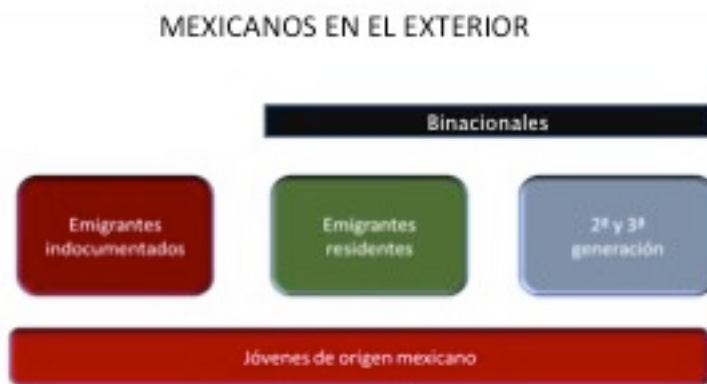 MEXICANOS EN EL EXTERIOR
Binacionales
Emigrantes
indocumentados
Emigrantes
residentes
2ª y 3ª
generación
Jóvenes de origen mexicano